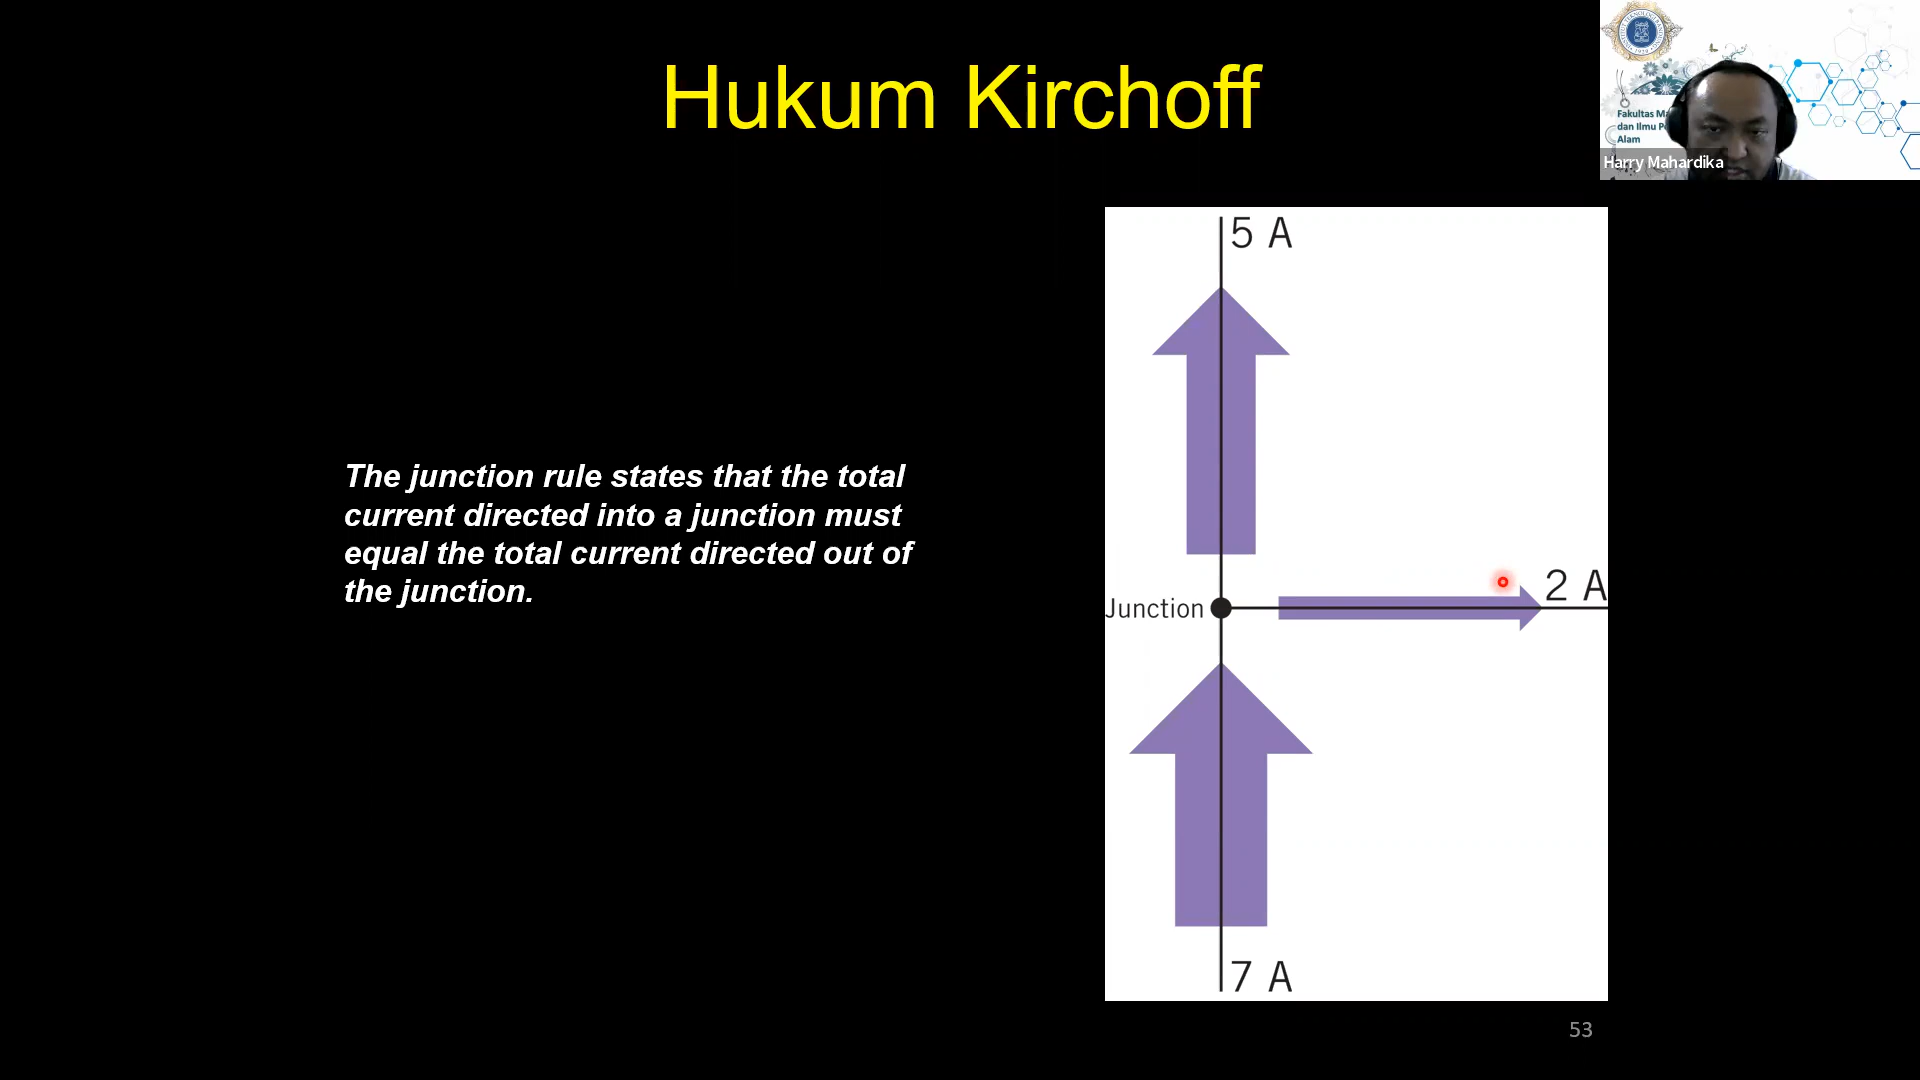 Hukum Kirchoff
Fakultas Ma
dan Ilmu P
Alam
Harry Mahardika
5 A
The junction rule states that the total
current directed into a junction must
equal the total current directed out of
the junction.
2 A
Junction
7 A
53